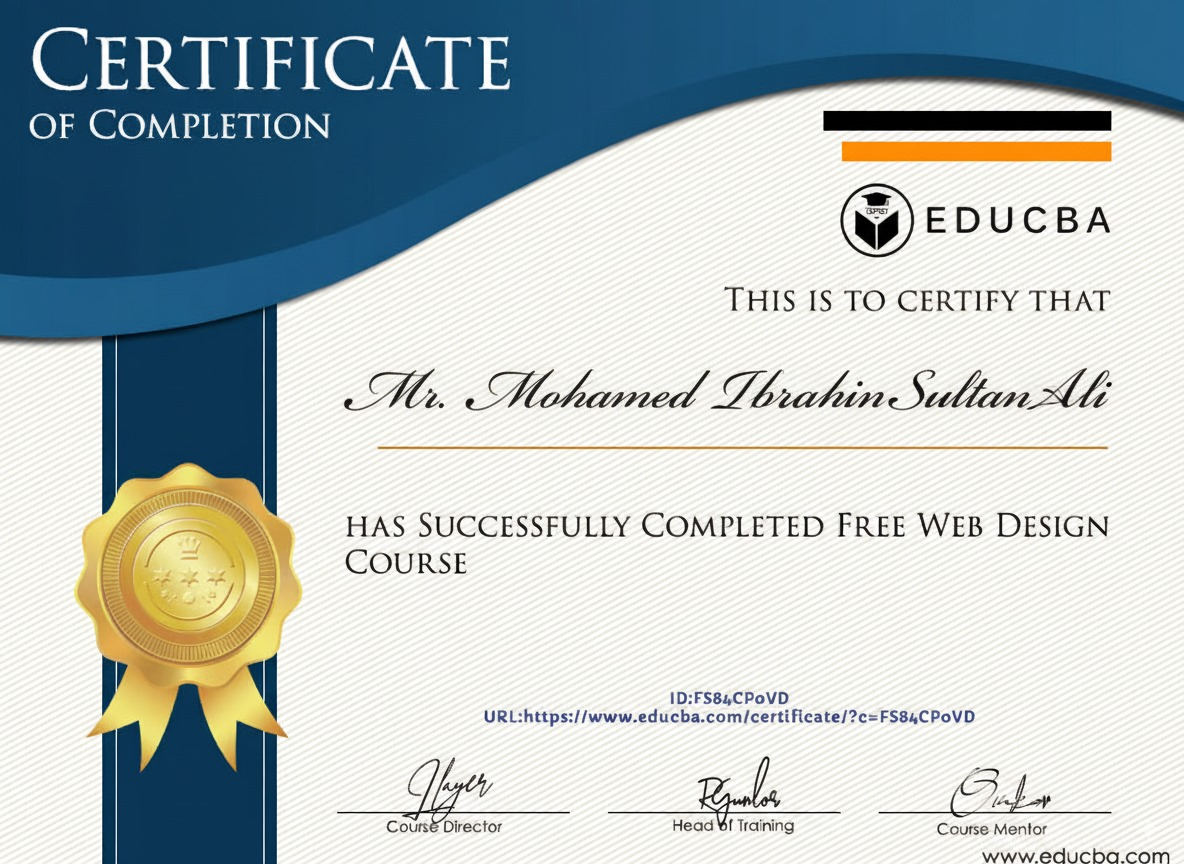 CERTIFICATE
OF COMPLETION
EDUCBA
THIS IS TO CERTIFY THAT
Mr. Mohamed Ibrahin Sultan Ali
HAS SUCCESSFULLY COMPLETED FREE WEB DESIGN
COURSE
ID:FS84CPoVD
URL:https://www.educba.com/certificate/?c=FS84CPoVD
Course Director
Head of Training
Course Mentor
www.educba.com